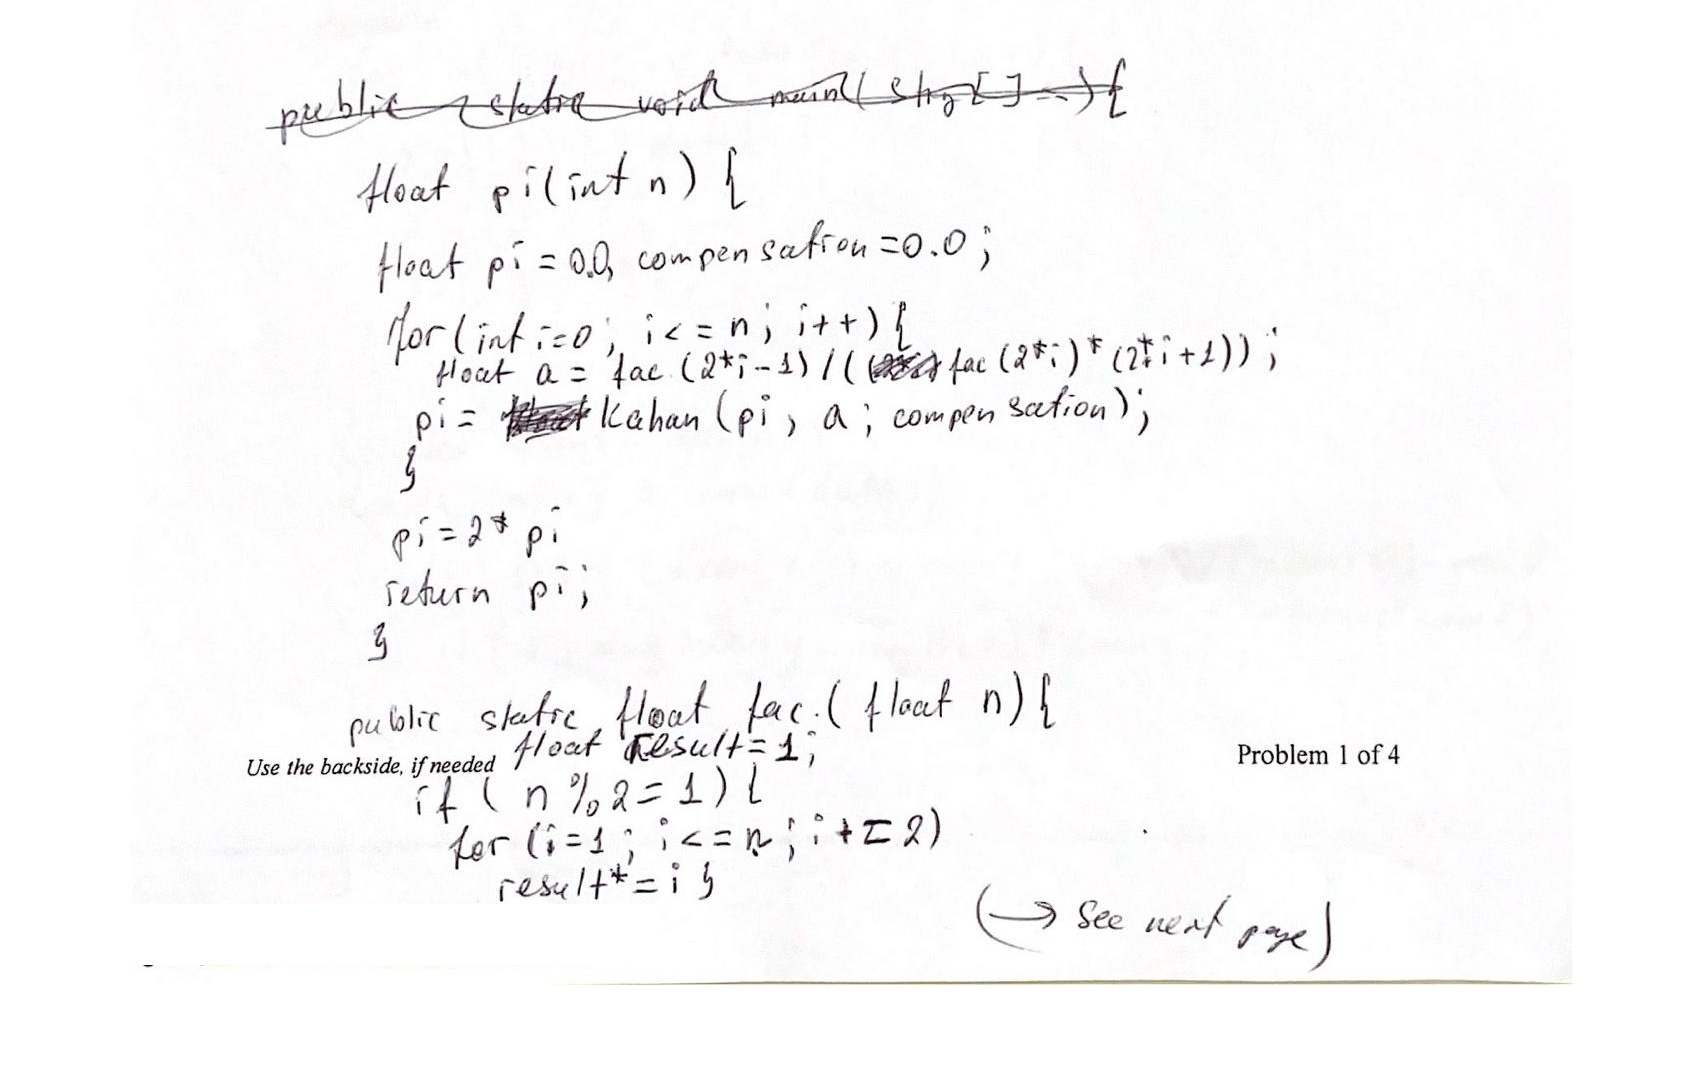 public static void main(String[]...){
float pi(int n) {
float pi = 0.0, compensation = 0.0 ;
for (int i=0 ; i <= n ; i++) {
float a = fac (2*i-1) / ( ( fac (2*i) * (2*i+1)) ;
pi = Kahan (pi , a ; compensation) ;
}
pi = 2 * pi
return pi ;
}
public static float fac. ( float n) {
float result = 1 ;
Use the backside, if needed
Problem 1 of 4
if ( n % 2 = 1 ) {
for (i = 1 ; i <= n ; i += 2)
result * = i }
(→ See next page)